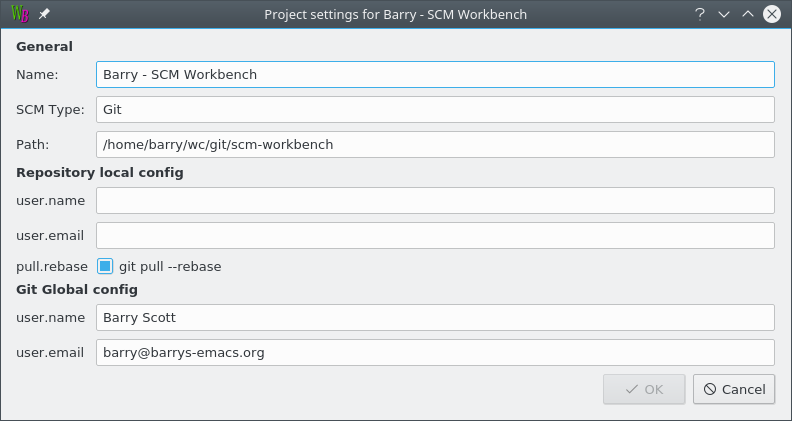 WB
Project settings for Barry - SCM Workbench
General
Name: Barry - SCM Workbench
SCM Type: Git
Path: /home/barry/wc/git/scm-workbench
Repository local config
user.name
user.email
pull.rebase git pull --rebase
Git Global config
user.name Barry Scott
user.email barry@barrys-emacs.org
OK Cancel